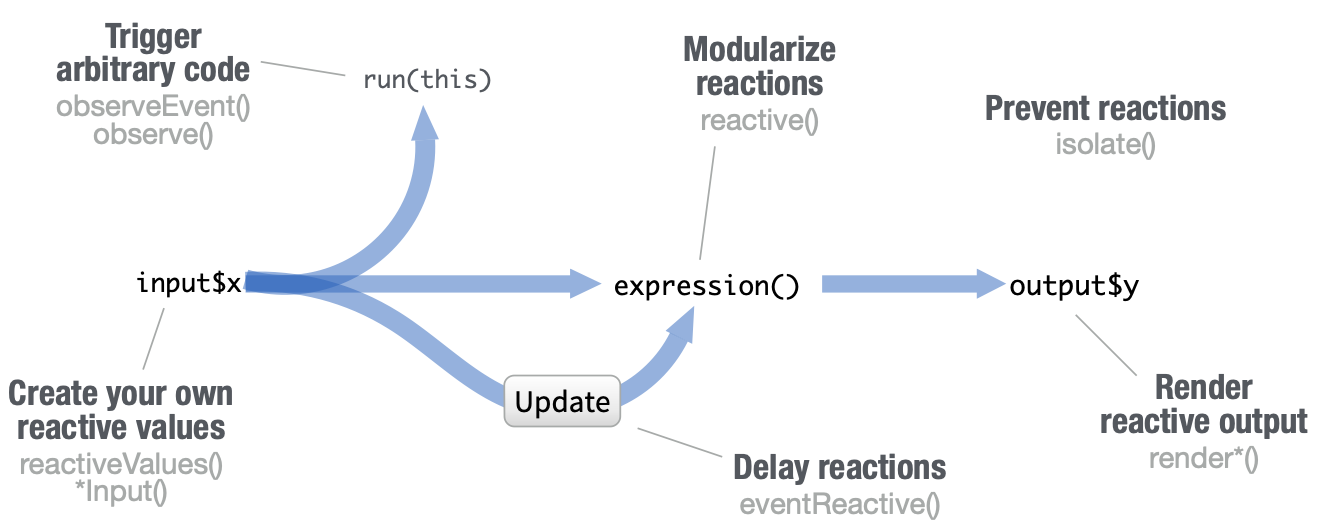 Trigger
arbitrary code
observeEvent()
observe()
run(this)
Modularize
reactions
reactive()
Prevent reactions
isolate()
input$x
expression()
output$y
Create your own
reactive values
reactiveValues()
*Input()
Update
Delay reactions
eventReactive()
Render
reactive output
render*()